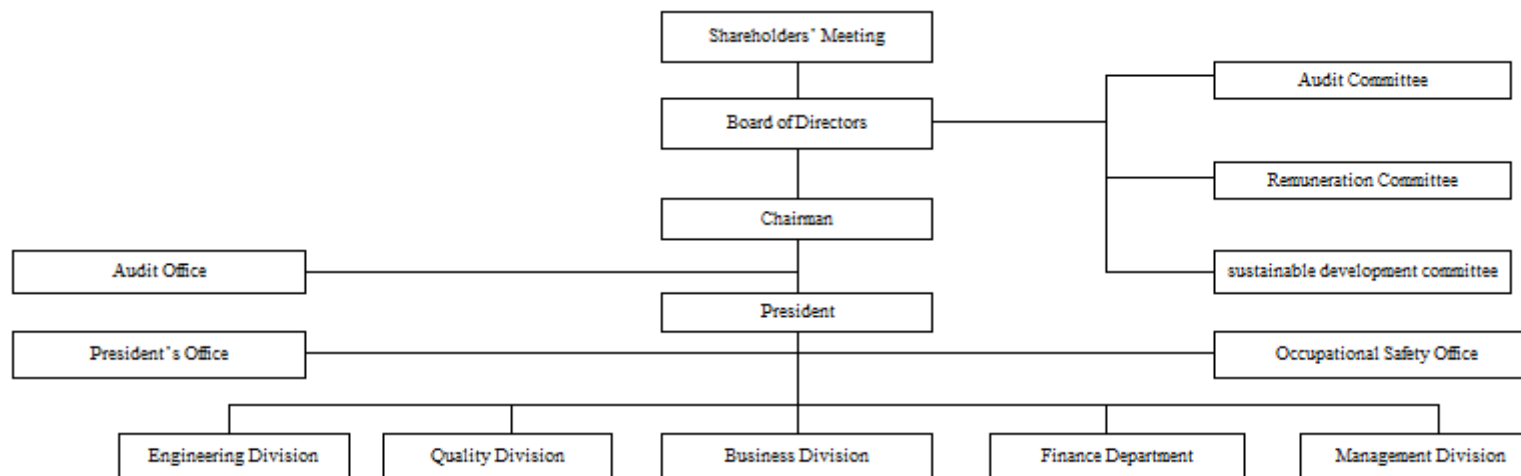 Shareholders’ Meeting
Audit Committee
Board of Directors
Remuneration Committee
Chairman
Audit Office
sustainable development committee
President
President’s Office
Occupational Safety Office
Engineering Division
Quality Division
Business Division
Finance Department
Management Division